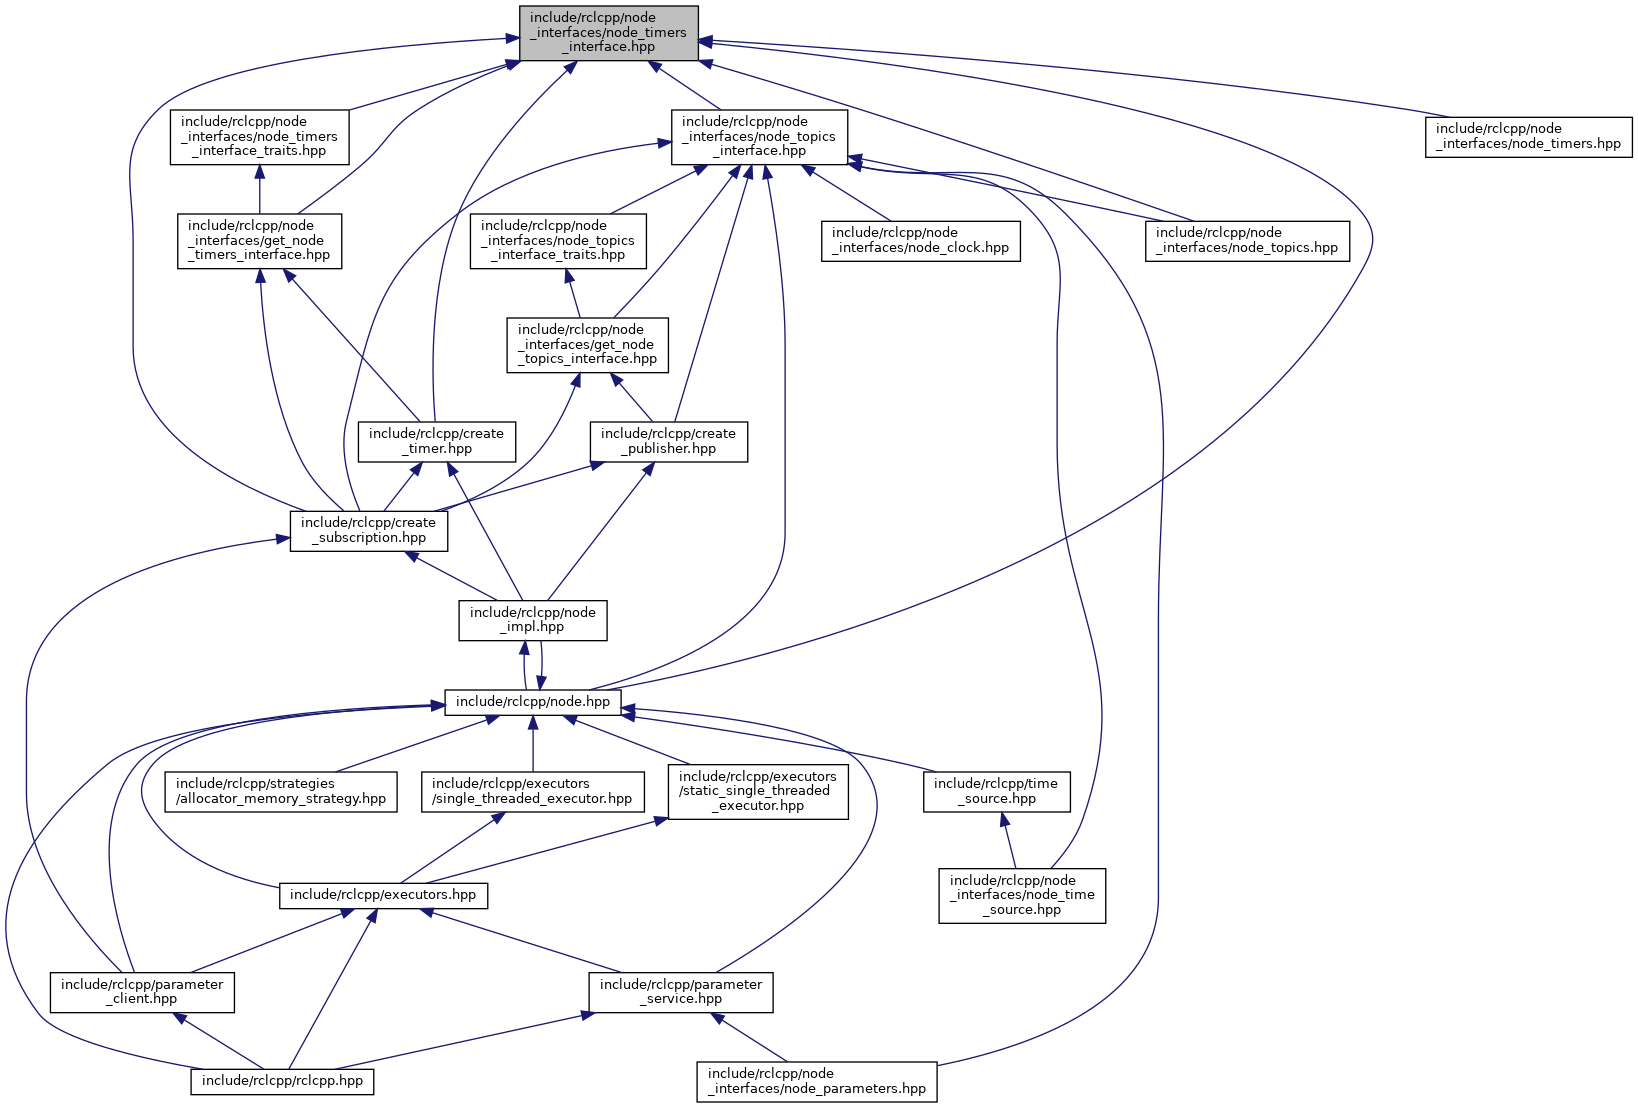 include/rclcpp/node
_interfaces/node_timers
_interface.hpp
include/rclcpp/node
_interfaces/node_timers
_interface_traits.hpp
include/rclcpp/node
_interfaces/node_topics
_interface.hpp
include/rclcpp/node
_interfaces/node_timers.hpp
include/rclcpp/node
_interfaces/get_node
_timers_interface.hpp
include/rclcpp/node
_interfaces/node_topics
_interface_traits.hpp
include/rclcpp/node
_interfaces/node_clock.hpp
include/rclcpp/node
_interfaces/node_topics.hpp
include/rclcpp/node
_interfaces/get_node
_topics_interface.hpp
include/rclcpp/create
_timer.hpp
include/rclcpp/create
_publisher.hpp
include/rclcpp/create
_subscription.hpp
include/rclcpp/node
_impl.hpp
include/rclcpp/node.hpp
include/rclcpp/strategies
/allocator_memory_strategy.hpp
include/rclcpp/executors
/single_threaded_executor.hpp
include/rclcpp/executors
/static_single_threaded
_executor.hpp
include/rclcpp/time
_source.hpp
include/rclcpp/executors.hpp
include/rclcpp/node
_interfaces/node_time
_source.hpp
include/rclcpp/parameter
_client.hpp
include/rclcpp/parameter
_service.hpp
include/rclcpp/rclcpp.hpp
include/rclcpp/node
_interfaces/node_parameters.hpp